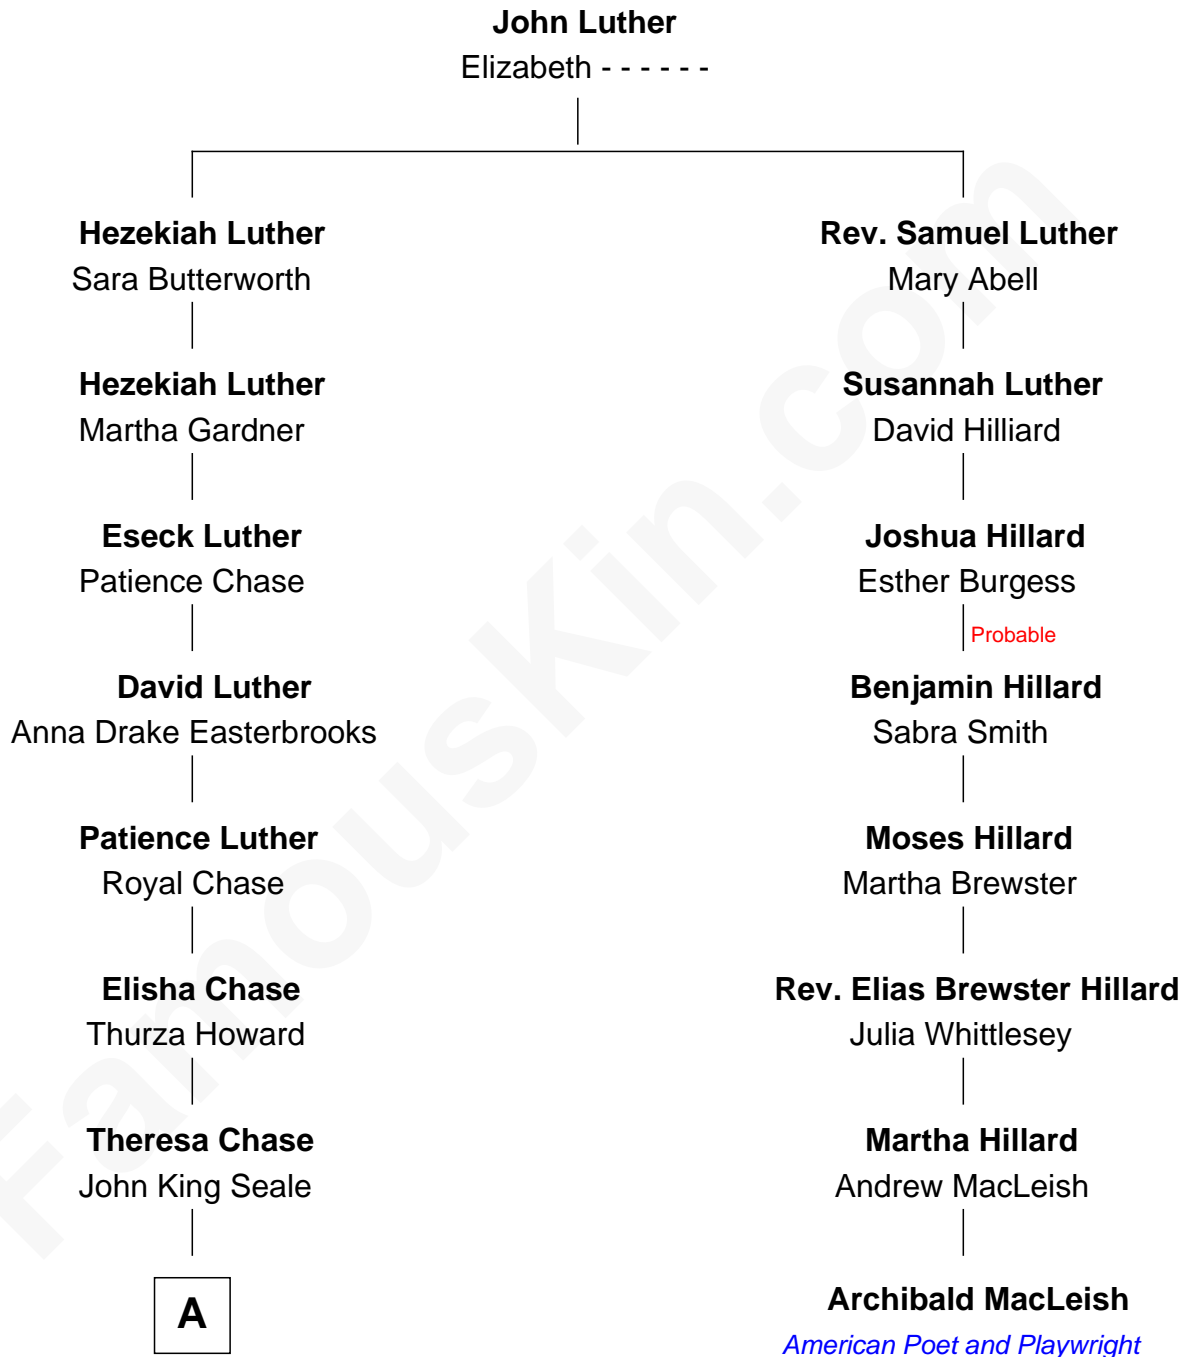 John Luther
Elizabeth - - - - - -
Hezekiah Luther
Sara Butterworth
Rev. Samuel Luther
Mary Abell
Hezekiah Luther
Martha Gardner
Susannah Luther
David Hilliard
Eseck Luther
Patience Chase
Joshua Hillard
Esther Burgess
Probable
David Luther
Anna Drake Easterbrooks
Benjamin Hillard
Sabra Smith
Patience Luther
Royal Chase
Moses Hillard
Martha Brewster
Elisha Chase
Thurza Howard
Rev. Elias Brewster Hillard
Julia Whittlesey
Theresa Chase
John King Seale
Martha Hillard
Andrew MacLeish
A
Archibald MacLeish
American Poet and Playwright
FamousKin.com